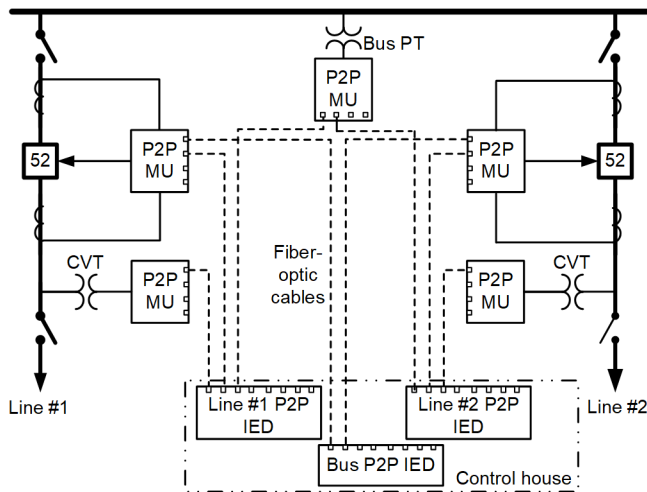 Bus PT
P2P
MU
52
P2P
MU
P2P
MU
52
CVT
P2P
MU
Fiber-
optic
cables
P2P
MU
CVT
Line #1
Line #1 P2P
IED
Line #2 P2P
IED
Line #2
Bus P2P IED
Control house